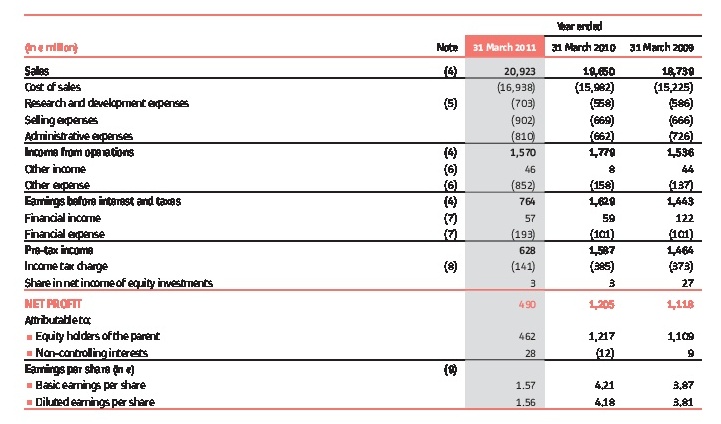 Year ended
(in € million) Note 31 March 2011 31 March 2010 31 March 2009
Sales (4) 20,923 19,650 18,739
Cost of sales (16,938) (15,982) (15,225)
Research and development expenses (5) (703) (558) (586)
Selling expenses (902) (669) (666)
Administrative expenses (810) (662) (726)
Income from operations (4) 1,570 1,779 1,536
Other income (6) 46 8 44
Other expense (6) (852) (158) (137)
Earnings before interest and taxes (4) 764 1,629 1,443
Financial income (7) 57 59 122
Financial expense (7) (193) (101) (101)
Pre-tax income 628 1,587 1,464
Income tax charge (8) (141) (385) (373)
Share in net income of equity investments 3 3 27
NET PROFIT 490 1,205 1,118
Attributable to:
▪ Equity holders of the parent 462 1,217 1,109
▪ Non-controlling interests 28 (12) 9
Earnings per share (in €) (9)
▪ Basic earnings per share 1.57 4,21 3,87
▪ Diluted earnings per share 1.56 4,18 3,81